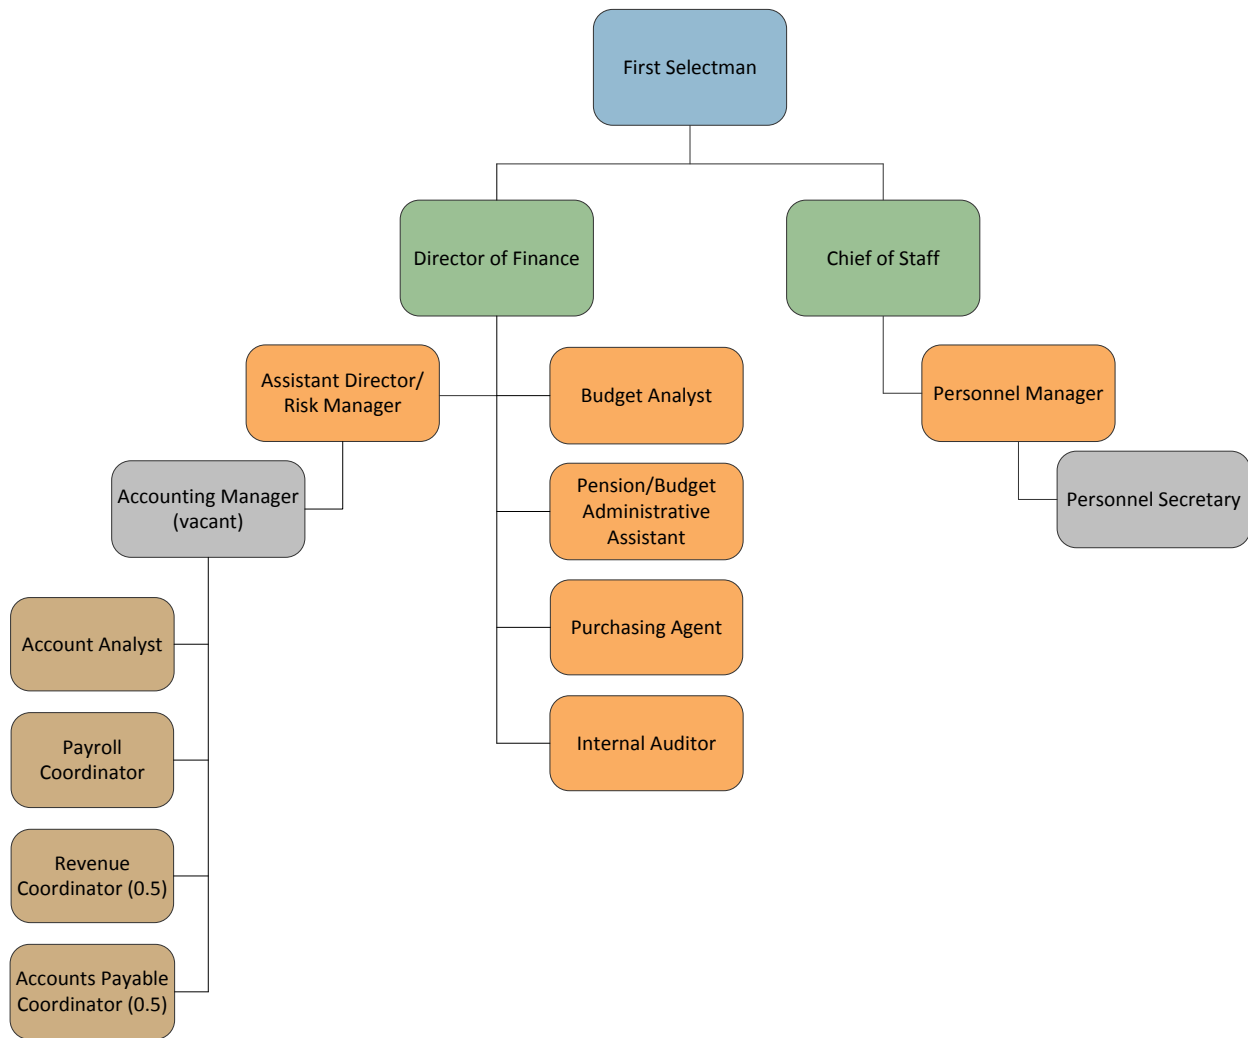 First Selectman
Director of Finance
Chief of Staff
Assistant Director/
Risk Manager
Budget Analyst
Personnel Manager
Accounting Manager
(vacant)
Pension/Budget
Administrative
Assistant
Personnel Secretary
Account Analyst
Purchasing Agent
Payroll
Coordinator
Internal Auditor
Revenue
Coordinator (0.5)
Accounts Payable
Coordinator (0.5)